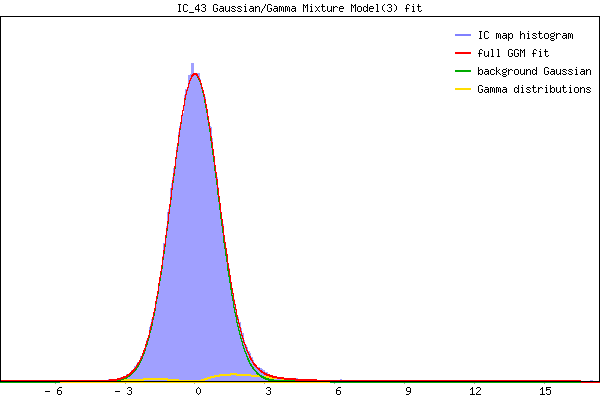 IC_43 Gaussian/Gamma Mixture Model(3) fit
IC map histogram
full GGM fit
background Gaussian
Gamma distributions
-6 -3 0 3 6 9 12 15